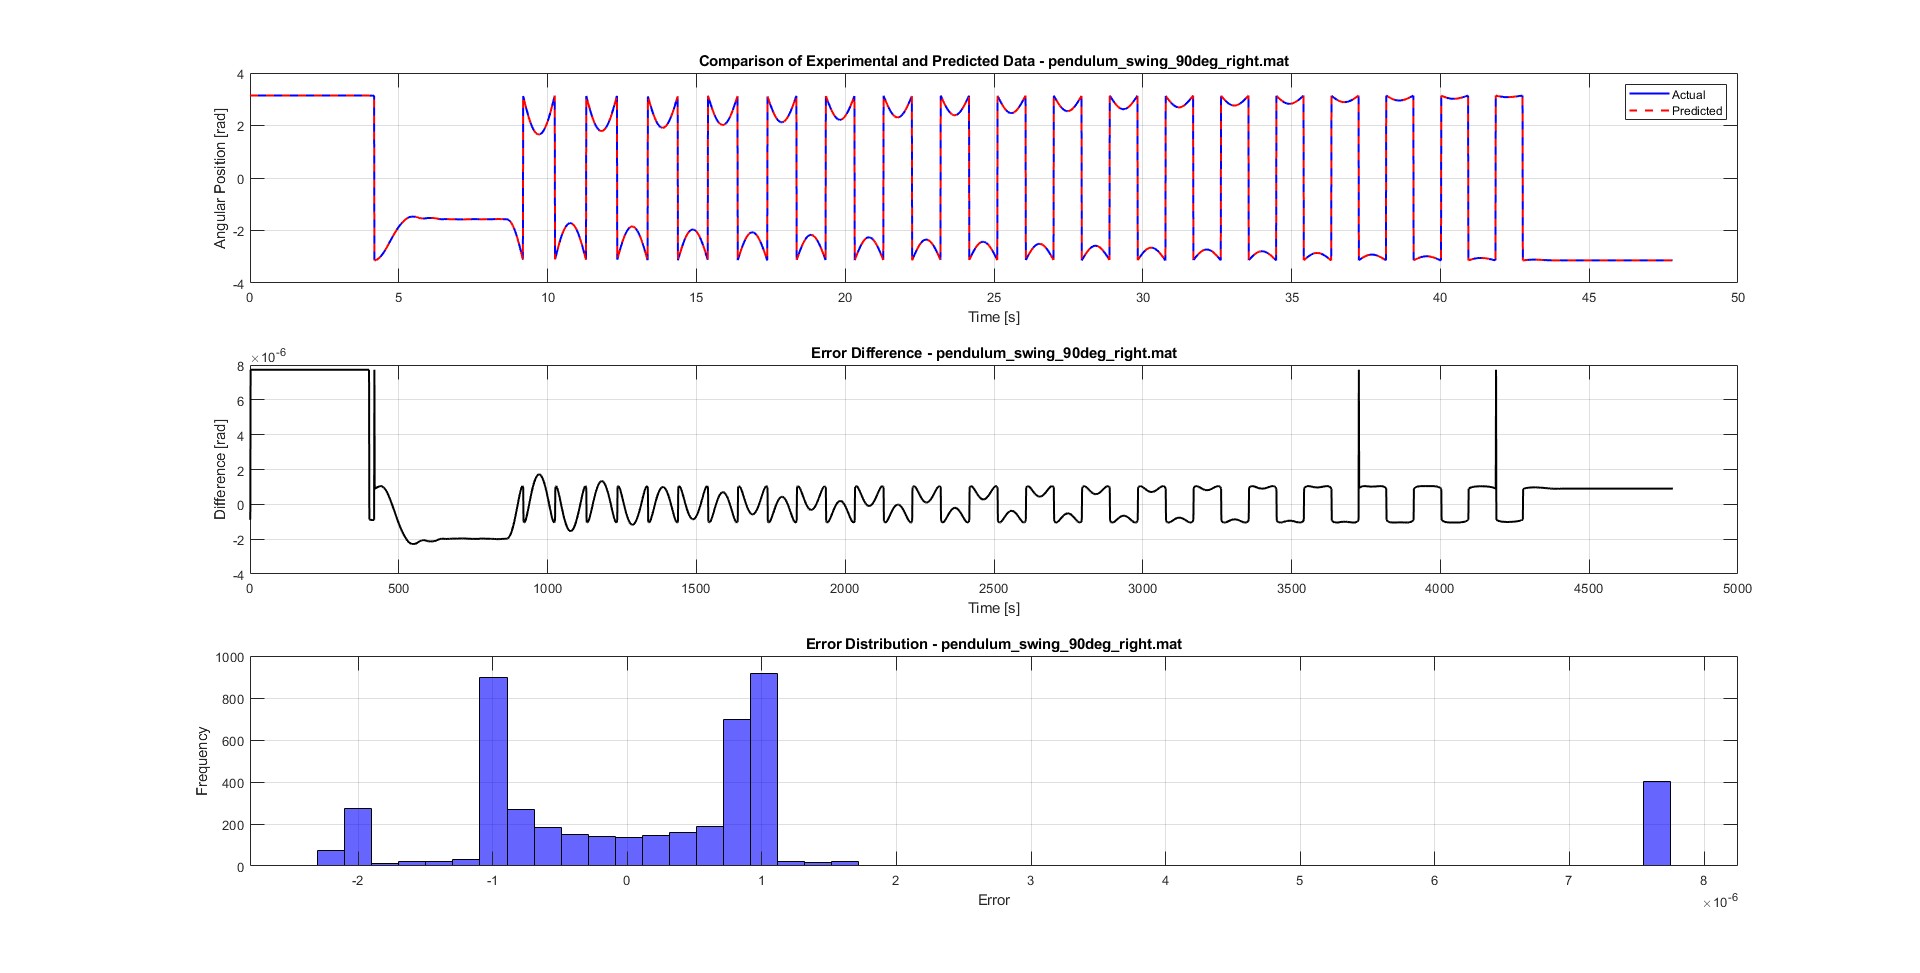 Comparison of Experimental and Predicted Data - pendulum_swing_90deg_right.mat
4
2
0
-2
-4
Angular Position [rad]
Actual
Predicted
0 5 10 15 20 25 30 35 40 45 50
Time [s]
Error Difference - pendulum_swing_90deg_right.mat
×10⁻⁶
8
6
4
2
0
-2
-4
Difference [rad]
0 500 1000 1500 2000 2500 3000 3500 4000 4500 5000
Time [s]
Error Distribution - pendulum_swing_90deg_right.mat
1000
800
600
400
200
0
Frequency
-2 -1 0 1 2 3 4 5 6 7 8
Error
×10⁻⁶